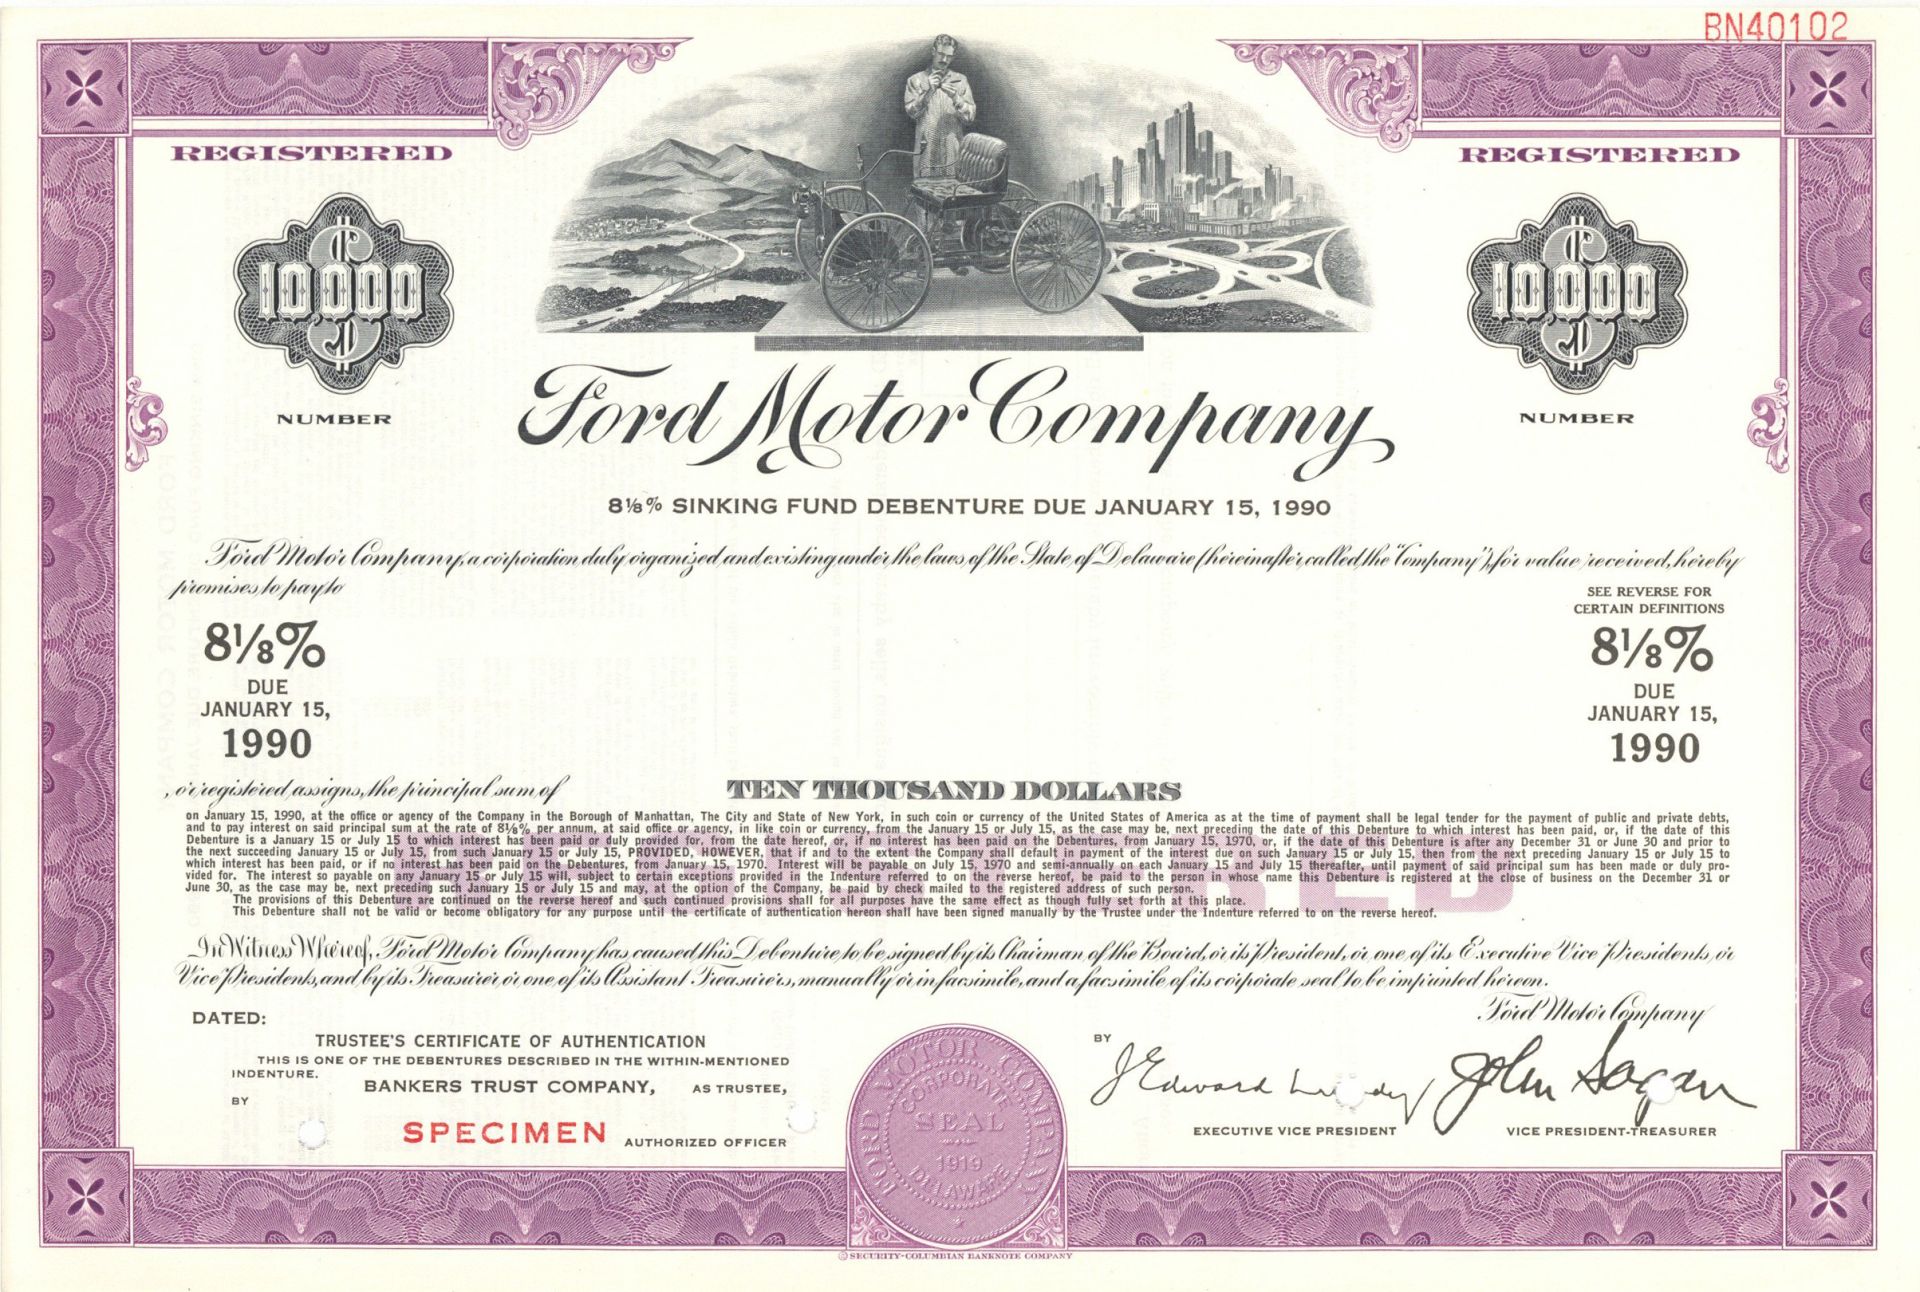 BN40102
REGISTERED
REGISTERED
$
10,000
$
10,000
NUMBER
NUMBER
Ford Motor Company
8⅛% SINKING FUND DEBENTURE DUE JANUARY 15, 1990
Ford Motor Company, a corporation duly organized and existing under the laws of the State of Delaware (hereinafter called the "Company"), for value received, hereby
promises to pay to
SEE REVERSE FOR
CERTAIN DEFINITIONS
8⅛%
DUE
JANUARY 15,
1990
8⅛%
DUE
JANUARY 15,
1990
, or registered assigns, the principal sum of TEN THOUSAND DOLLARS
on January 15, 1990, at the office or agency of the Company in the Borough of Manhattan, The City and State of New York, in such coin or currency of the United States of America as at the time of payment shall be legal tender for the payment of public and private debts,
and to pay interest on said principal sum at the rate of 8⅛% per annum, at said office or agency, in like coin or currency, from the January 15 or July 15, as the case may be, next preceding the date of this Debenture to which interest has been paid, or, if the date of this
Debenture is a January 15 or July 15 to which interest has been paid or duly provided for, from the date hereof, or, if no interest has been paid on the Debentures, from January 15, 1970, or, if the date of this Debenture is after any December 31 or June 30 and prior to
the next succeeding January 15 or July 15, from such January 15 or July 15, PROVIDED, HOWEVER, that if and to the extent the Company shall default in payment of the interest due on such January 15 or July 15, then from the next preceding January 15 or July 15 to
which interest has been paid, or if no interest has been paid on the Debentures, from January 15, 1970. Interest will be payable on July 15, 1970 and semi-annually on each January 15 and July 15 thereafter, until payment of said principal sum has been made or duly pro-
vided for. The interest so payable on any January 15 or July 15 will, subject to certain exceptions provided in the Indenture referred to on the reverse hereof, be paid to the person in whose name this Debenture is registered at the close of business on the December 31 or
June 30, as the case may be, next preceding such January 15 or July 15 and may, at the option of the Company, be paid by check mailed to the registered address of such person.
The provisions of this Debenture are continued on the reverse hereof and such continued provisions shall for all purposes have the same effect as though fully set forth at this place.
This Debenture shall not be valid or become obligatory for any purpose until the certificate of authentication hereon shall have been signed manually by the Trustee under the Indenture referred to on the reverse hereof.
In Witness Whereof, Ford Motor Company has caused this Debenture to be signed by its Chairman of the Board, or its President, or one of its Executive Vice Presidents, or
Vice Presidents, and by its Treasurer or one of its Assistant Treasurers, manually or in facsimile, and a facsimile of its corporate seal to be imprinted hereon.
DATED:
Ford Motor Company
TRUSTEE'S CERTIFICATE OF AUTHENTICATION
THIS IS ONE OF THE DEBENTURES DESCRIBED IN THE WITHIN-MENTIONED
INDENTURE.
BANKERS TRUST COMPANY, AS TRUSTEE,
BY
SPECIMEN
AUTHORIZED OFFICER
FORD MOTOR COMPANY
CORPORATE
SEAL
1919
DELAWARE
BY
J Edward Lundy
John Sagan
EXECUTIVE VICE PRESIDENT
VICE PRESIDENT-TREASURER
© SECURITY-COLUMBIAN BANKNOTE COMPANY